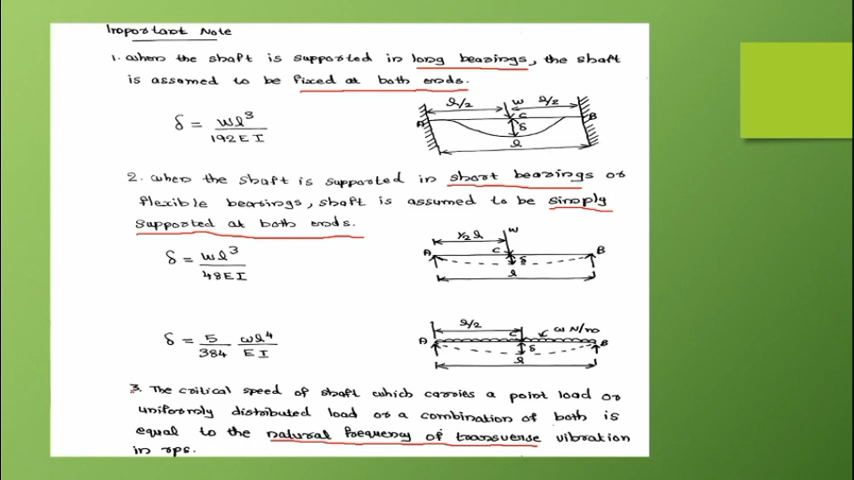 Important Note
1. When the shaft is supported in long bearings, the shaft
is assumed to be fixed at both ends.
δ = wl³/192EI
l/2 w l/2
A C B
δ
l
2. When the shaft is supported in short bearings or
flexible bearings, shaft is assumed to be simply
supported at both ends.
δ = wl³/48EI
½ l w
A C B
δ
l
δ = 5/384 wl⁴/EI
l/2 w N/m
A C B
δ
l
3. The critical speed of shaft which carries a point load or
uniformly distributed load or a combination of both is
equal to the natural frequency of transverse vibration
in rps.